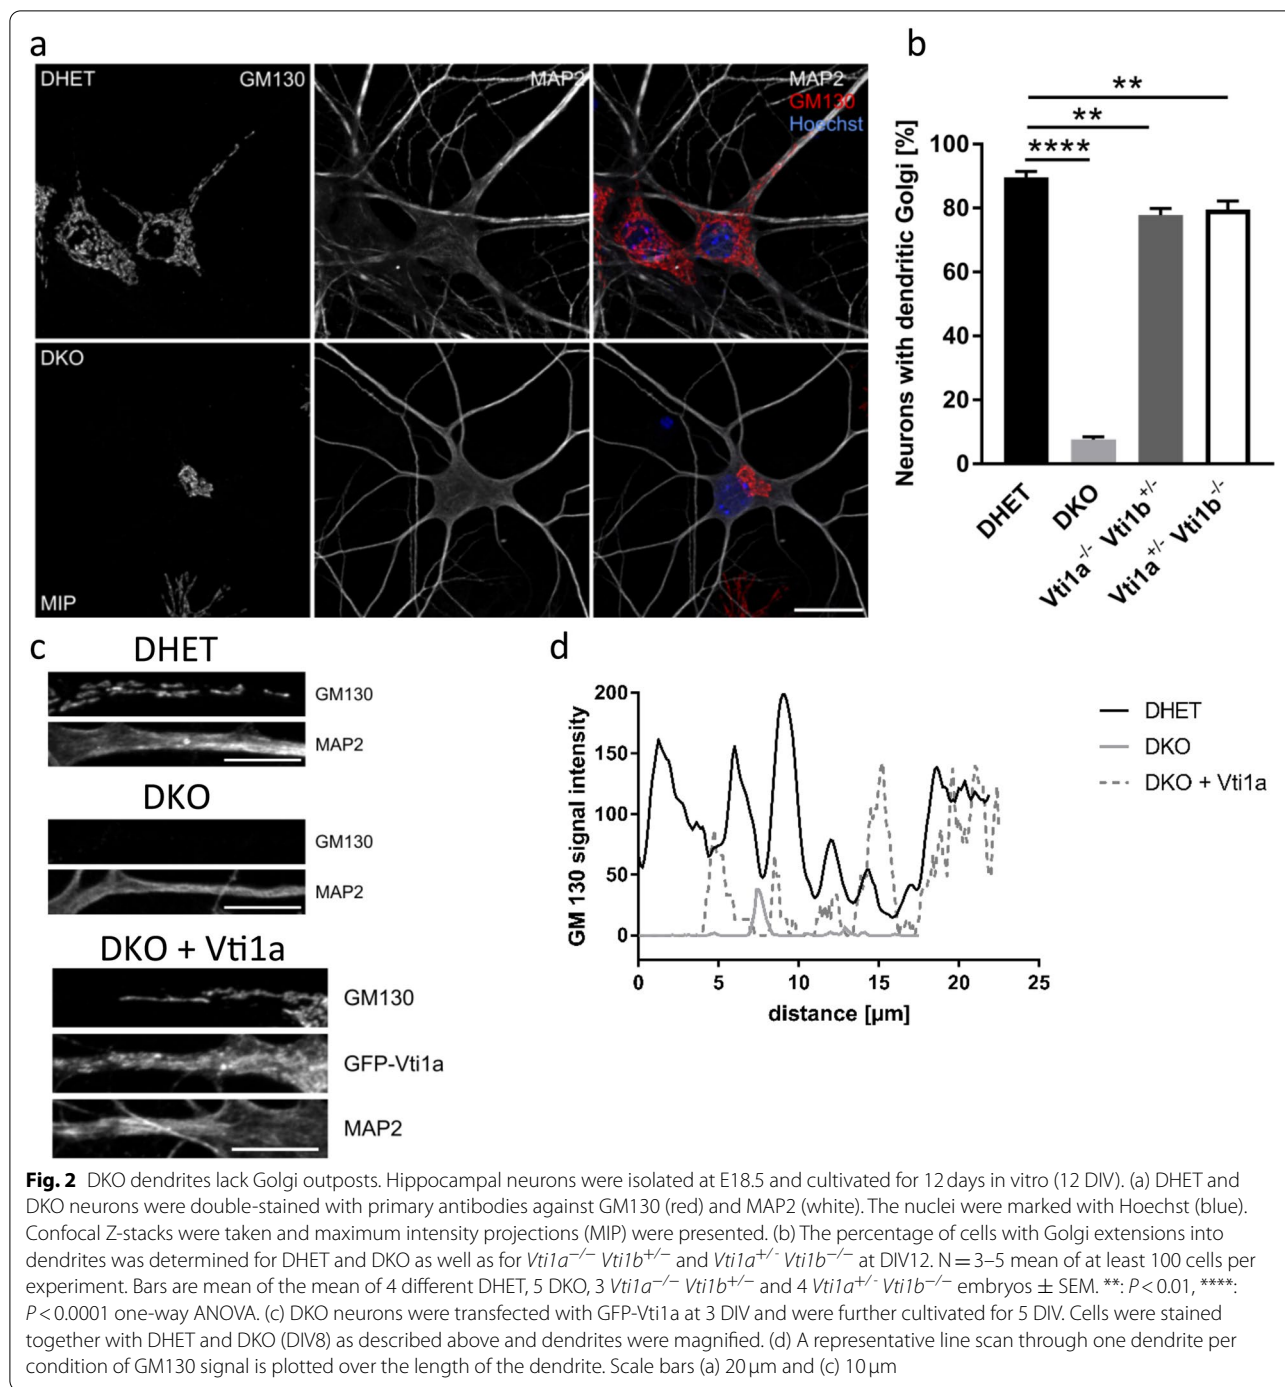 a
DHET
GM130
MAP2
MAP2
GM130
Hoechst
DKO
MIP
b
**
**
****
Neurons with dendritic Golgi [%]
100
80
60
40
20
0
DHET
DKO
Vti1a-/- Vti1b+/-
Vti1a+/- Vti1b-/-
c
DHET
GM130
MAP2
DKO
GM130
MAP2
DKO + Vti1a
GM130
GFP-Vti1a
MAP2
d
GM 130 signal intensity
200
150
100
50
0
0 5 10 15 20 25
distance [µm]
DHET
DKO
DKO + Vti1a
Fig. 2 DKO dendrites lack Golgi outposts. Hippocampal neurons were isolated at E18.5 and cultivated for 12 days in vitro (12 DIV). (a) DHET and
DKO neurons were double-stained with primary antibodies against GM130 (red) and MAP2 (white). The nuclei were marked with Hoechst (blue).
Confocal Z-stacks were taken and maximum intensity projections (MIP) were presented. (b) The percentage of cells with Golgi extensions into
dendrites was determined for DHET and DKO as well as for Vti1a−/− Vti1b+/− and Vti1a+/- Vti1b−/− at DIV12. N = 3–5 mean of at least 100 cells per
experiment. Bars are mean of the mean of 4 different DHET, 5 DKO, 3 Vti1a−/− Vti1b+/− and 4 Vti1a+/- Vti1b−/− embryos ± SEM. **: P < 0.01, ****:
P < 0.0001 one-way ANOVA. (c) DKO neurons were transfected with GFP-Vti1a at 3 DIV and were further cultivated for 5 DIV. Cells were stained
together with DHET and DKO (DIV8) as described above and dendrites were magnified. (d) A representative line scan through one dendrite per
condition of GM130 signal is plotted over the length of the dendrite. Scale bars (a) 20 µm and (c) 10 µm